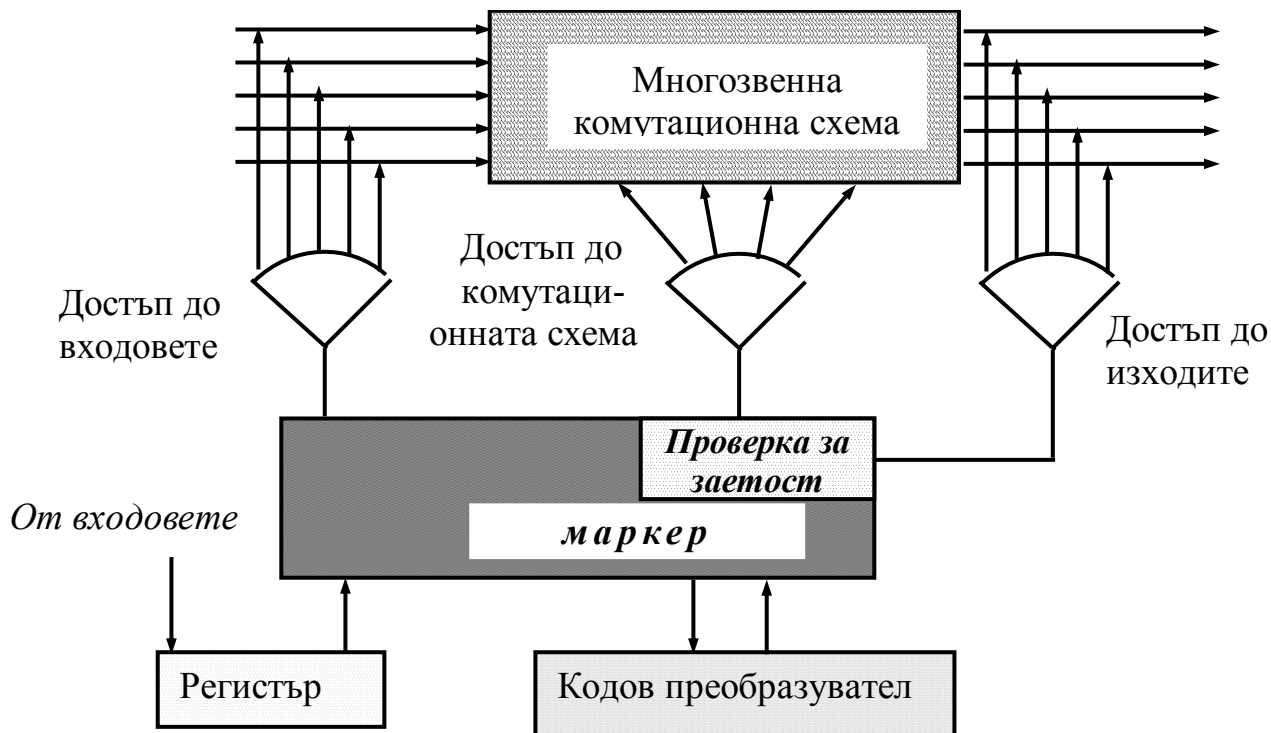 Многозвенна
комутационна схема
Достъп до
входовете
Достъп до
комутаци-
онната схема
Достъп до
изходите
Проверка за
заетост
маркер
От входовете
Регистър
Кодов преобразувател